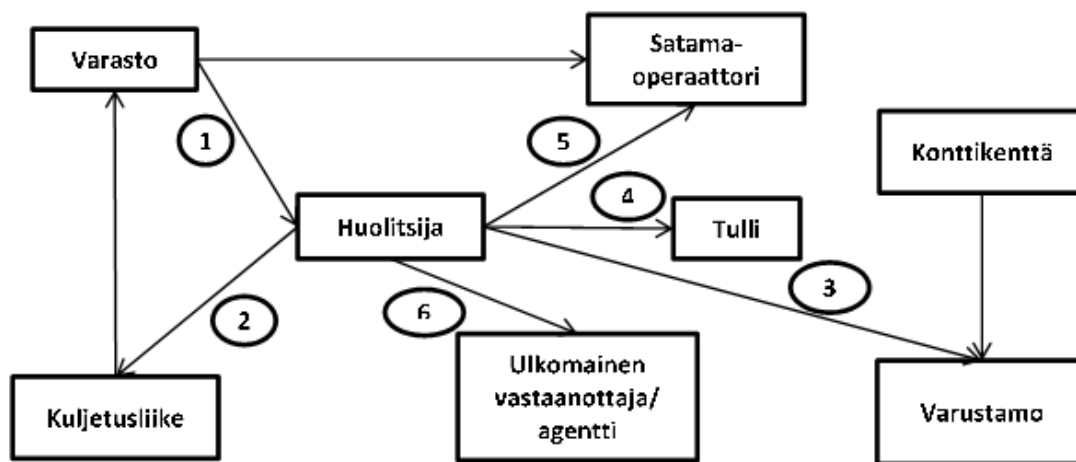 Varasto
Satama-
operaattori
1
5
Konttikenttä
4
Huolitsija
Tulli
3
2
6
Ulkomainen
vastaanottaja/
agentti
Kuljetusliike
Varustamo